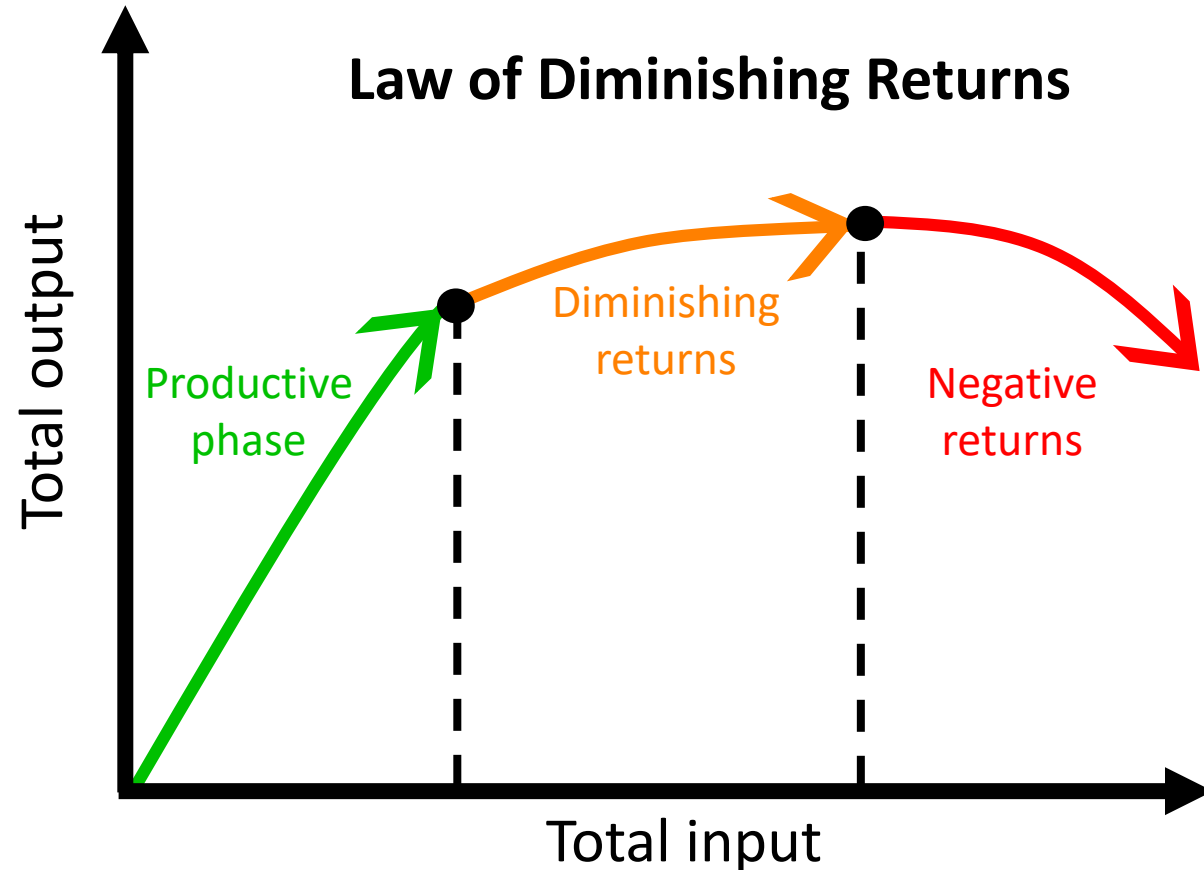 Law of Diminishing Returns
Total output
Productive
phase
Diminishing
returns
Negative
returns
Total input